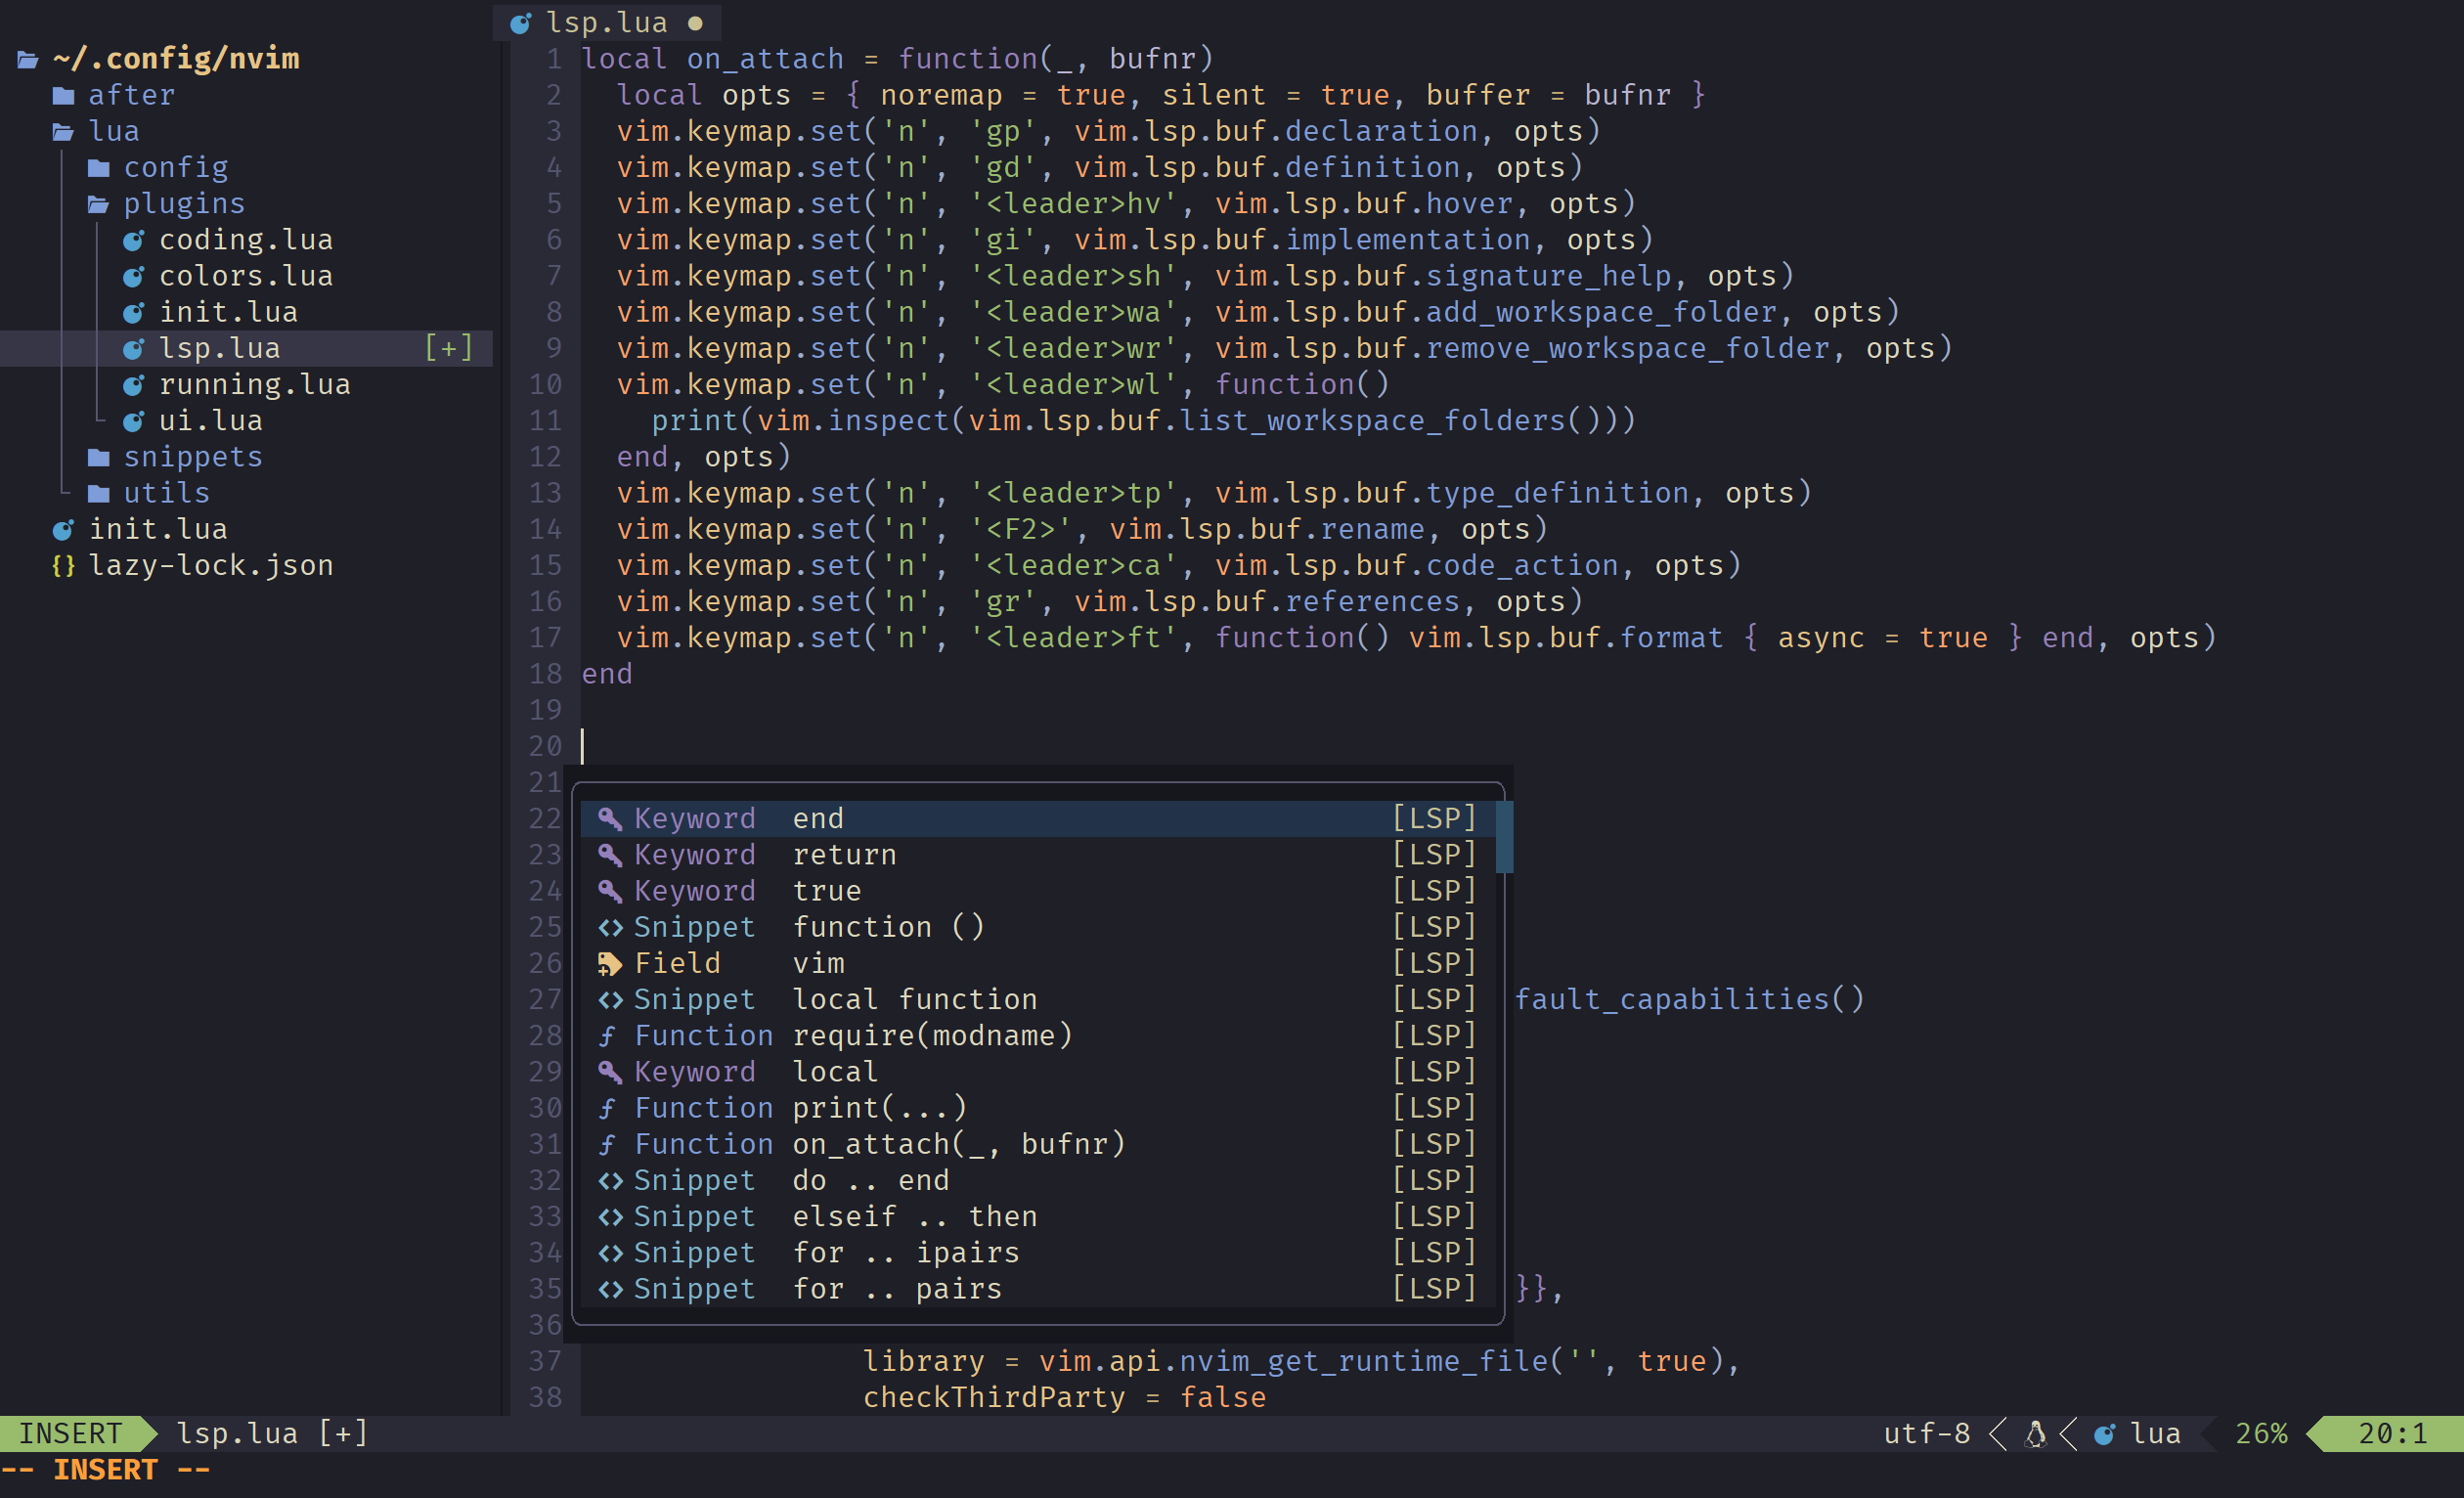 lsp.lua ●
~/.config/nvim
after
lua
config
plugins
coding.lua
colors.lua
init.lua
lsp.lua [+]
running.lua
ui.lua
snippets
utils
init.lua
{} lazy-lock.json
1 local on_attach = function(_, bufnr)
2   local opts = { noremap = true, silent = true, buffer = bufnr }
3   vim.keymap.set('n', 'gp', vim.lsp.buf.declaration, opts)
4   vim.keymap.set('n', 'gd', vim.lsp.buf.definition, opts)
5   vim.keymap.set('n', '<leader>hv', vim.lsp.buf.hover, opts)
6   vim.keymap.set('n', 'gi', vim.lsp.buf.implementation, opts)
7   vim.keymap.set('n', '<leader>sh', vim.lsp.buf.signature_help, opts)
8   vim.keymap.set('n', '<leader>wa', vim.lsp.buf.add_workspace_folder, opts)
9   vim.keymap.set('n', '<leader>wr', vim.lsp.buf.remove_workspace_folder, opts)
10   vim.keymap.set('n', '<leader>wl', function()
11     print(vim.inspect(vim.lsp.buf.list_workspace_folders()))
12   end, opts)
13   vim.keymap.set('n', '<leader>tp', vim.lsp.buf.type_definition, opts)
14   vim.keymap.set('n', '<F2>', vim.lsp.buf.rename, opts)
15   vim.keymap.set('n', '<leader>ca', vim.lsp.buf.code_action, opts)
16   vim.keymap.set('n', 'gr', vim.lsp.buf.references, opts)
17   vim.keymap.set('n', '<leader>ft', function() vim.lsp.buf.format { async = true } end, opts)
18 end
19
20
21
22 Keyword end [LSP]
23 Keyword return [LSP]
24 Keyword true [LSP]
25 Snippet function () [LSP]
26 Field vim [LSP]
27 Snippet local function [LSP] fault_capabilities()
28 Function require(modname) [LSP]
29 Keyword local [LSP]
30 Function print(...) [LSP]
31 Function on_attach(_, bufnr) [LSP]
32 Snippet do .. end [LSP]
33 Snippet elseif .. then [LSP]
34 Snippet for .. ipairs [LSP]
35 Snippet for .. pairs [LSP] }},
36
37 library = vim.api.nvim_get_runtime_file('', true),
38 checkThirdParty = false
INSERT lsp.lua [+] utf-8 lua 26% 20:1
-- INSERT --